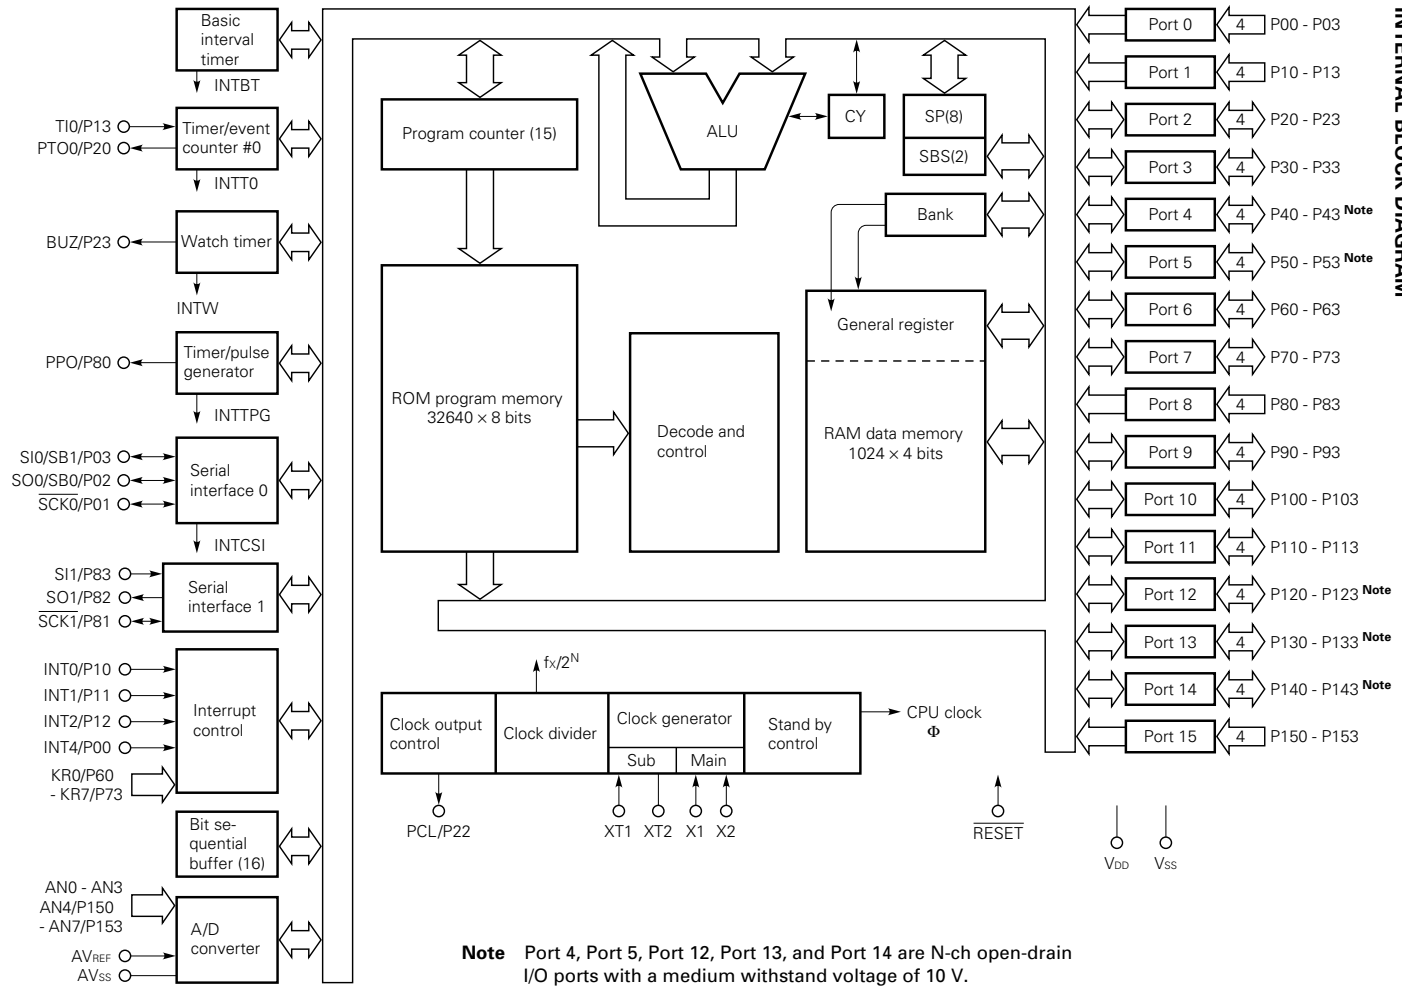 INTERNAL BLOCK DIAGRAM
Basic
interval
timer
INTBT
TI0/P13
PTO0/P20
Timer/event
counter #0
INTT0
BUZ/P23
Watch timer
INTW
PPO/P80
Timer/pulse
generator
INTTPG
SI0/SB1/P03
SO0/SB0/P02
SCK0/P01
Serial
interface 0
INTCSI
SI1/P83
SO1/P82
SCK1/P81
Serial
interface 1
INT0/P10
INT1/P11
INT2/P12
INT4/P00
KR0/P60
- KR7/P73
Interrupt
control
Bit se-
quential
buffer (16)
AN0 - AN3
AN4/P150
- AN7/P153
AVREF
AVSS
A/D
converter
Program counter (15)
ALU
CY
SP(8)
SBS(2)
Bank
ROM program memory
32640 × 8 bits
Decode and
control
General register
RAM data memory
1024 × 4 bits
fX/2N
Clock output
control
Clock divider
Clock generator
Sub
Main
Stand by
control
CPU clock
Φ
PCL/P22
XT1
XT2
X1
X2
RESET
VDD
VSS
Port 0 4 P00 - P03
Port 1 4 P10 - P13
Port 2 4 P20 - P23
Port 3 4 P30 - P33
Port 4 4 P40 - P43 Note
Port 5 4 P50 - P53 Note
Port 6 4 P60 - P63
Port 7 4 P70 - P73
Port 8 4 P80 - P83
Port 9 4 P90 - P93
Port 10 4 P100 - P103
Port 11 4 P110 - P113
Port 12 4 P120 - P123 Note
Port 13 4 P130 - P133 Note
Port 14 4 P140 - P143 Note
Port 15 4 P150 - P153
Note Port 4, Port 5, Port 12, Port 13, and Port 14 are N-ch open-drain
I/O ports with a medium withstand voltage of 10 V.